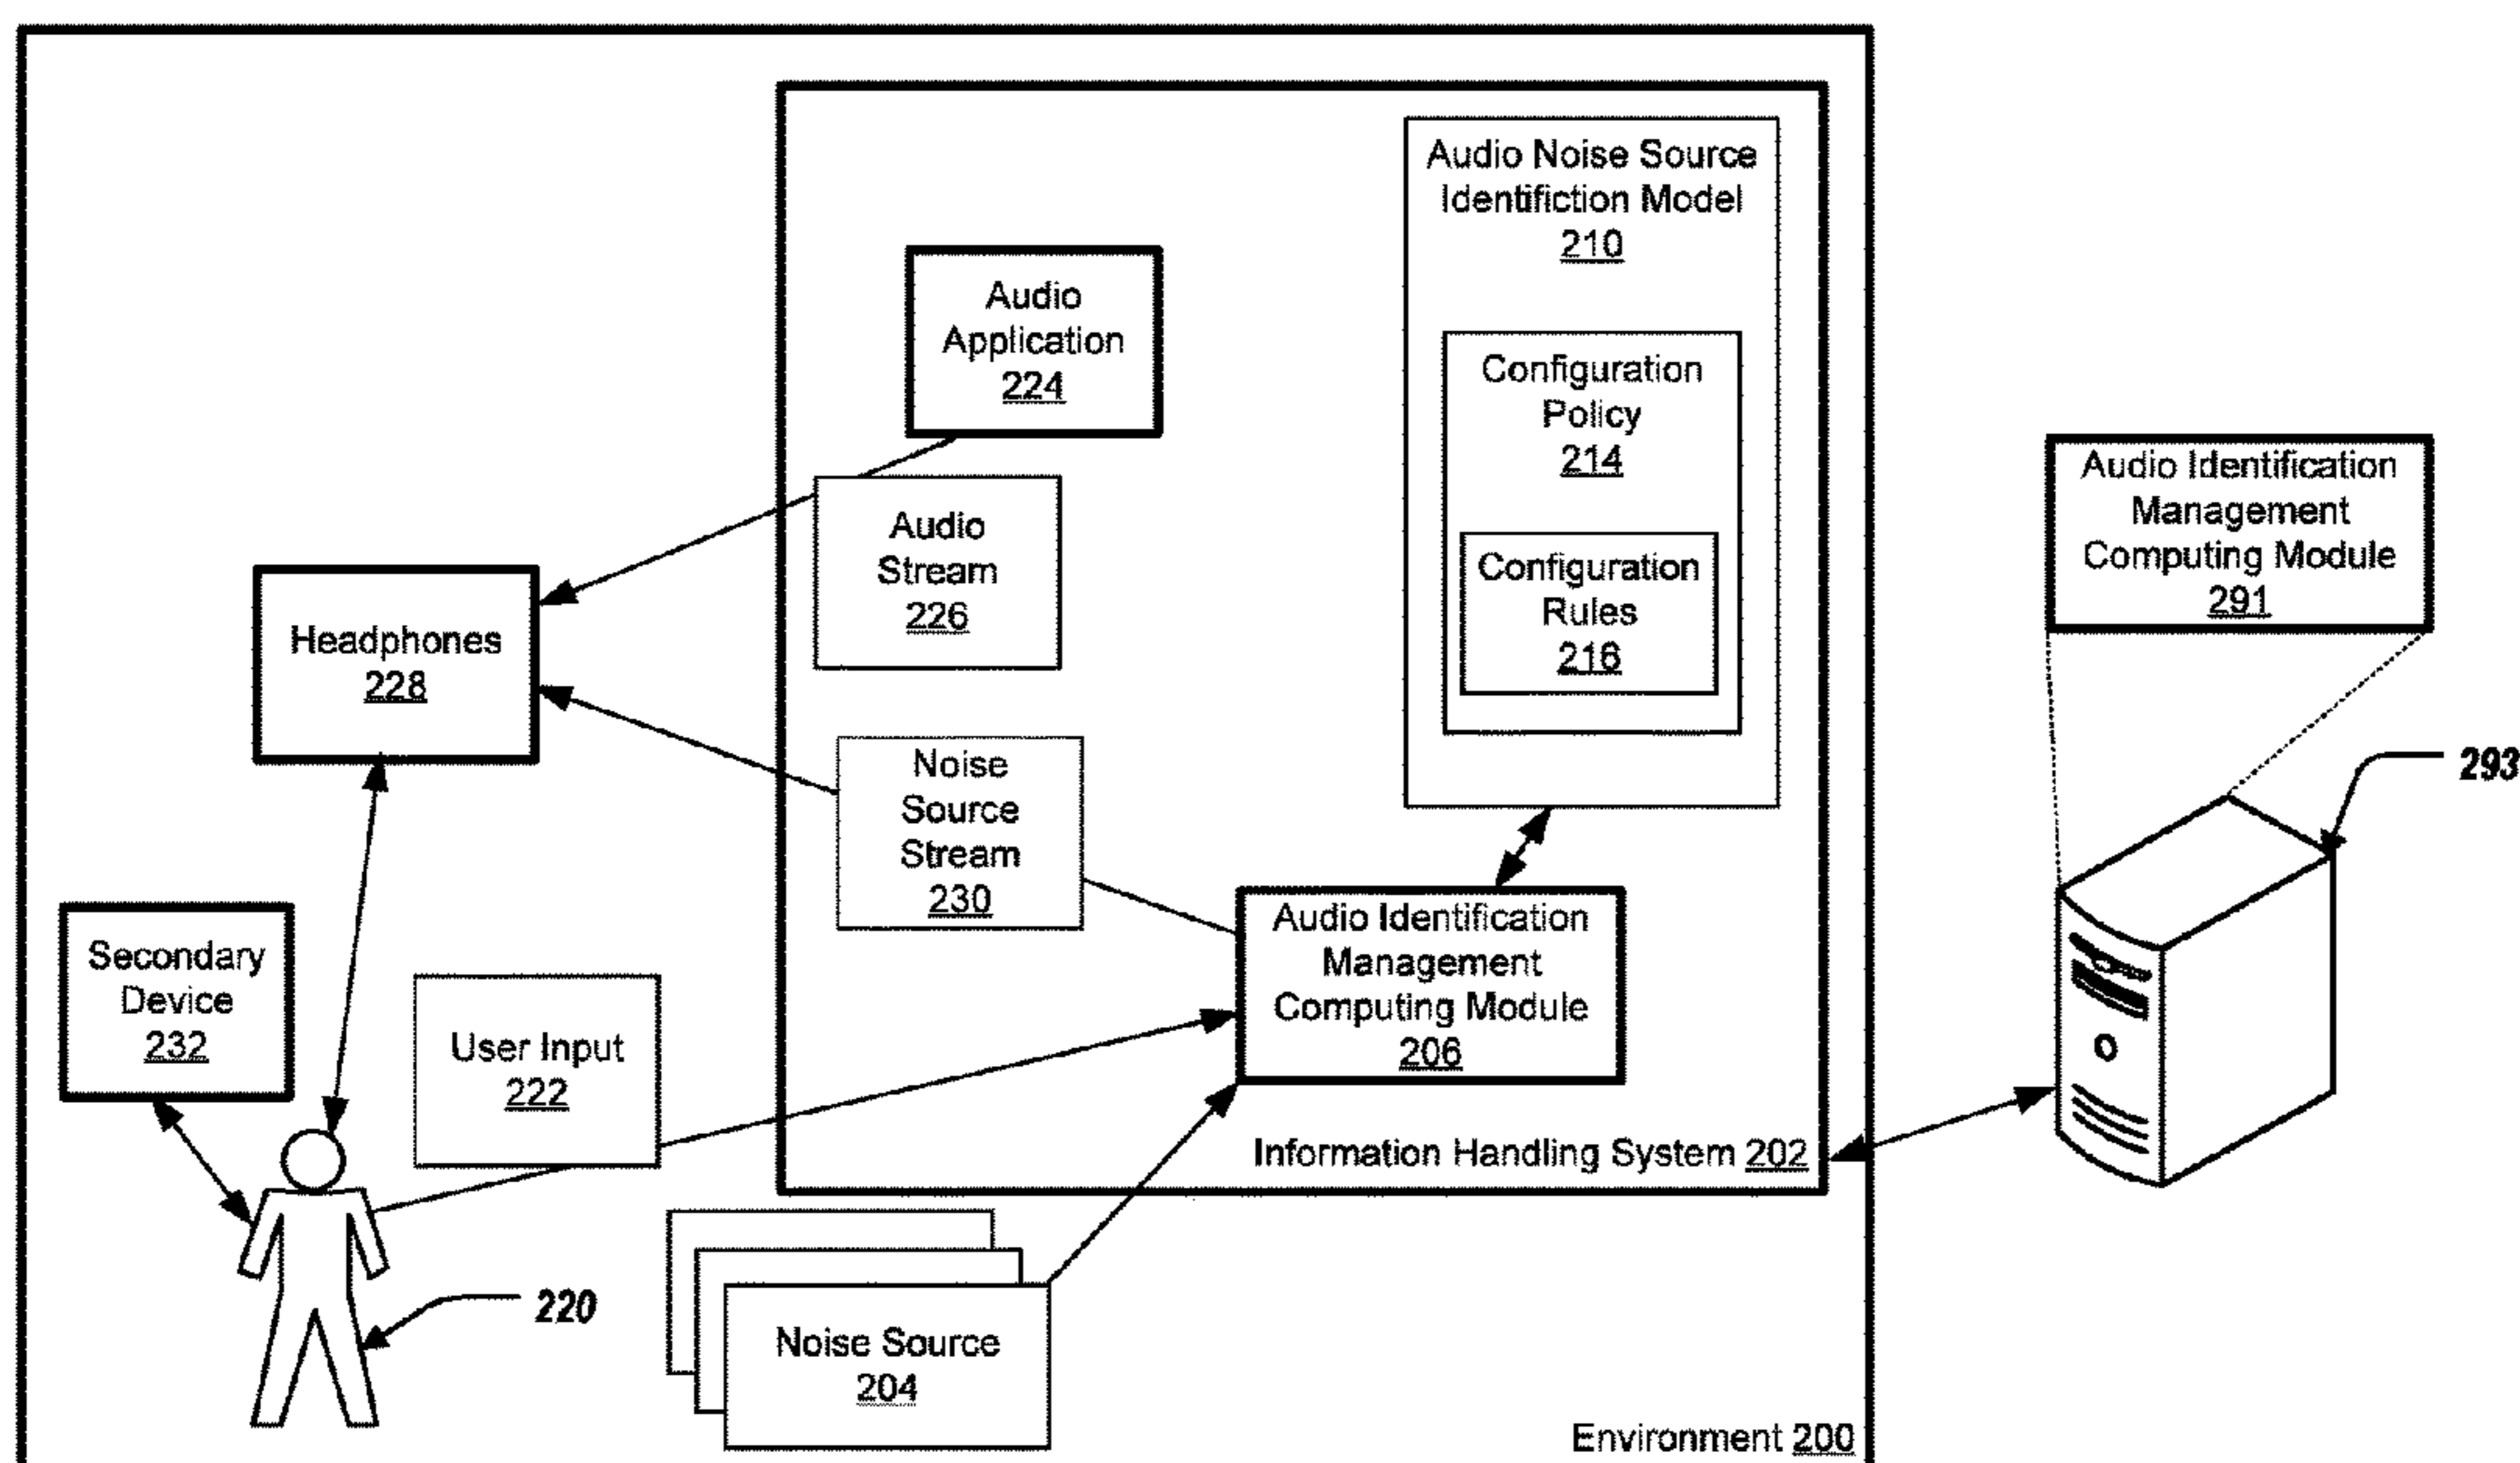 Audio Noise Source
Identifiction Model
210
Audio
Application
224
Configuration
Policy
214
Audio Identification
Management
Computing Module
291
Audio
Stream
226
Configuration
Rules
216
Headphones
228
293
Noise
Source
Stream
230
Audio Identification
Management
Computing Module
206
Secondary
Device
232
User Input
222
Information Handling System 202
220
Noise Source
204
Environment 200